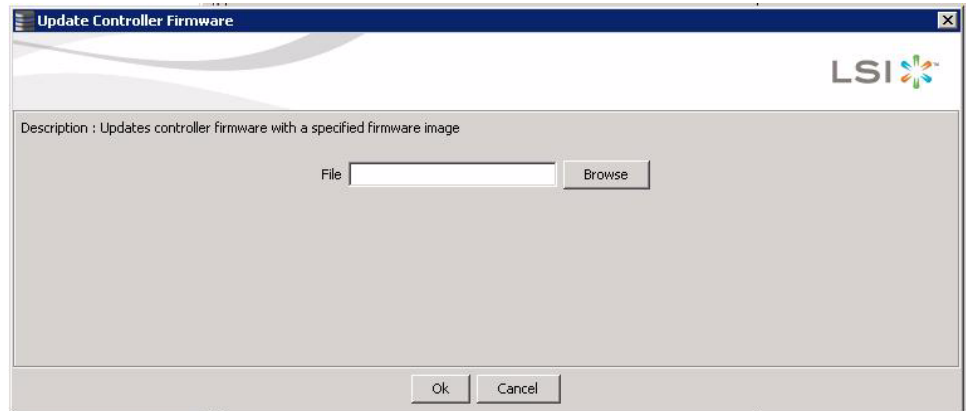 Update Controller Firmware
LSI
Description : Updates controller firmware with a specified firmware image
File
Browse
Ok
Cancel